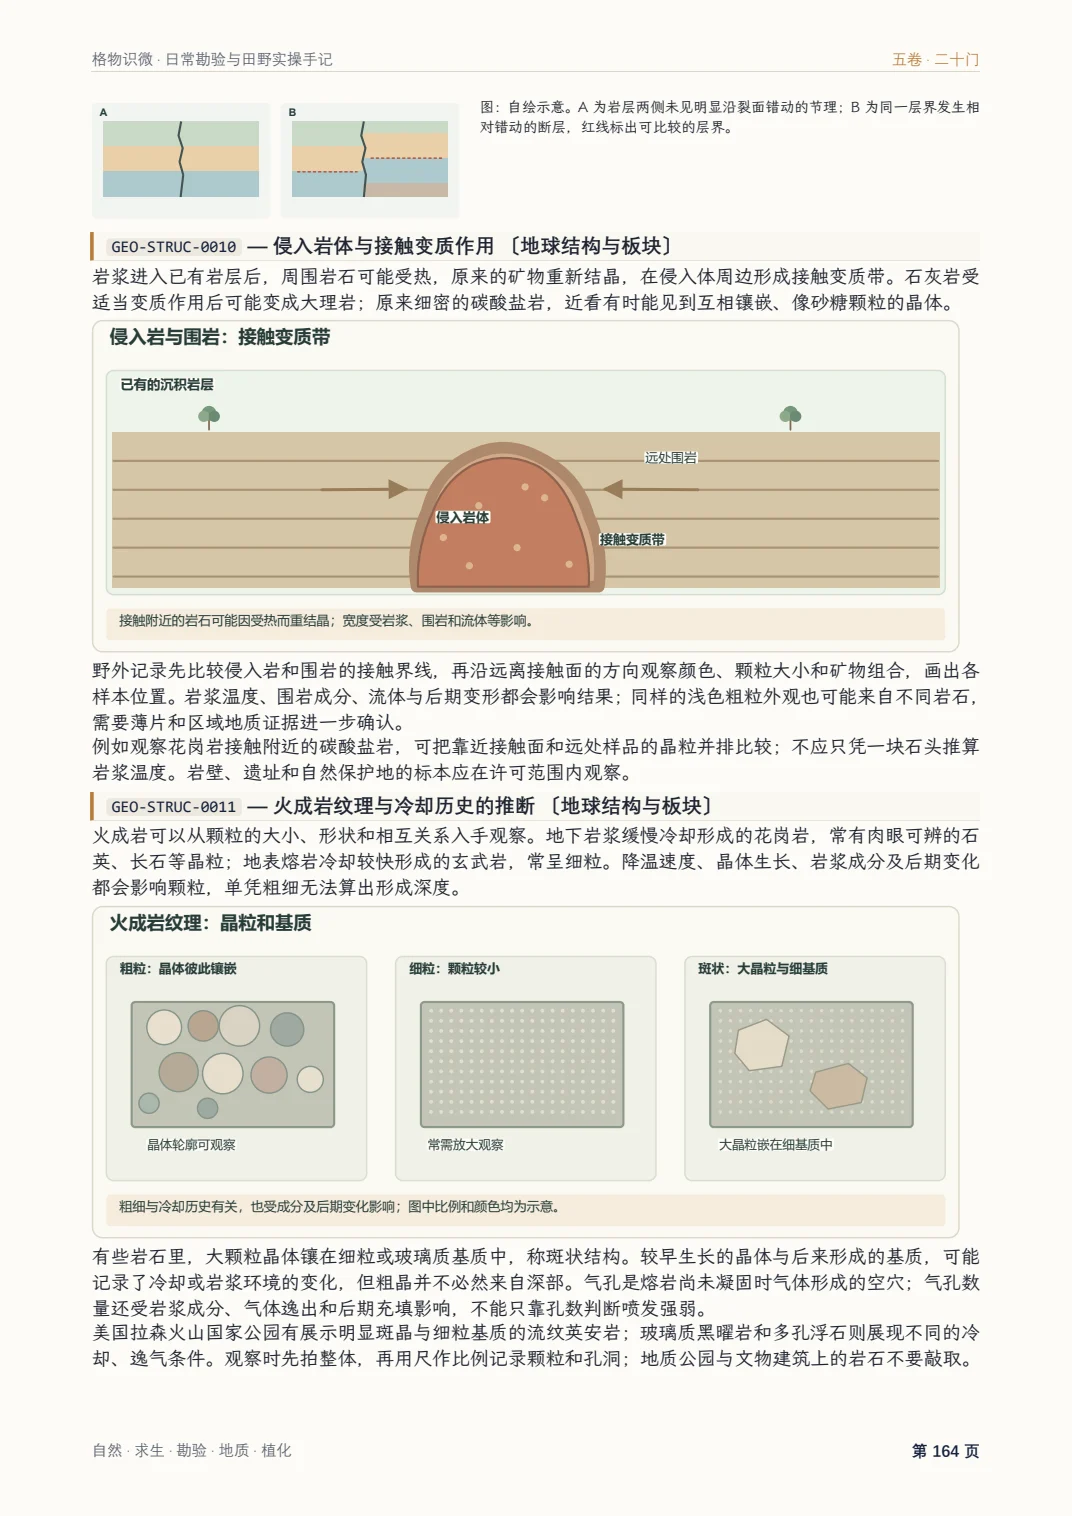 格物识微 · 日常勘验与田野实操手记
五卷 · 二十门
A
B
图：自绘示意。A 为岩层两侧未见明显沿裂面错动的节理；B 为同一层界发生相
对错动的断层，红线标出可比较的层界。
GEO-STRUC-0010 — 侵入岩体与接触变质作用 〔地球结构与板块〕
岩浆进入已有岩层后，周围岩石可能受热，原来的矿物重新结晶，在侵入体周边形成接触变质带。石灰岩受
适当变质作用后可能变成大理岩；原来细密的碳酸盐岩，近看有时能见到互相镶嵌、像砂糖颗粒的晶体。
侵入岩与围岩：接触变质带
已有的沉积岩层
远处围岩
侵入岩体
接触变质带
接触附近的岩石可能因受热而重结晶；宽度受岩浆、围岩和流体等影响。
野外记录先比较侵入岩和围岩的接触界线，再沿远离接触面的方向观察颜色、颗粒大小和矿物组合，画出各
样本位置。岩浆温度、围岩成分、流体与后期变形都会影响结果；同样的浅色粗粒外观也可能来自不同岩石，
需要薄片和区域地质证据进一步确认。
例如观察花岗岩接触附近的碳酸盐岩，可把靠近接触面和远处样品的晶粒并排比较；不应只凭一块石头推算
岩浆温度。岩壁、遗址和自然保护地的标本应在许可范围内观察。
GEO-STRUC-0011 — 火成岩纹理与冷却历史的推断 〔地球结构与板块〕
火成岩可以从颗粒的大小、形状和相互关系入手观察。地下岩浆缓慢冷却形成的花岗岩，常有肉眼可辨的石
英、长石等晶粒；地表熔岩冷却较快形成的玄武岩，常呈细粒。降温速度、晶体生长、岩浆成分及后期变化
都会影响颗粒，单凭粗细无法算出形成深度。
火成岩纹理：晶粒和基质
粗粒：晶体彼此镶嵌
细粒：颗粒较小
斑状：大晶粒与细基质
晶体轮廓可观察
常需放大观察
大晶粒嵌在细基质中
粗细与冷却历史有关，也受成分及后期变化影响；图中比例和颜色均为示意。
有些岩石里，大颗粒晶体镶在细粒或玻璃质基质中，称斑状结构。较早生长的晶体与后来形成的基质，可能
记录了冷却或岩浆环境的变化，但粗晶并不必然来自深部。气孔是熔岩尚未凝固时气体形成的空穴；气孔数
量还受岩浆成分、气体逸出和后期充填影响，不能只靠孔数判断喷发强弱。
美国拉森火山国家公园有展示明显斑晶与细粒基质的流纹英安岩；玻璃质黑曜岩和多孔浮石则展现不同的冷
却、逸气条件。观察时先拍整体，再用尺作比例记录颗粒和孔洞；地质公园与文物建筑上的岩石不要敲取。
自然 · 求生 · 勘验 · 地质 · 植化
第 164 页